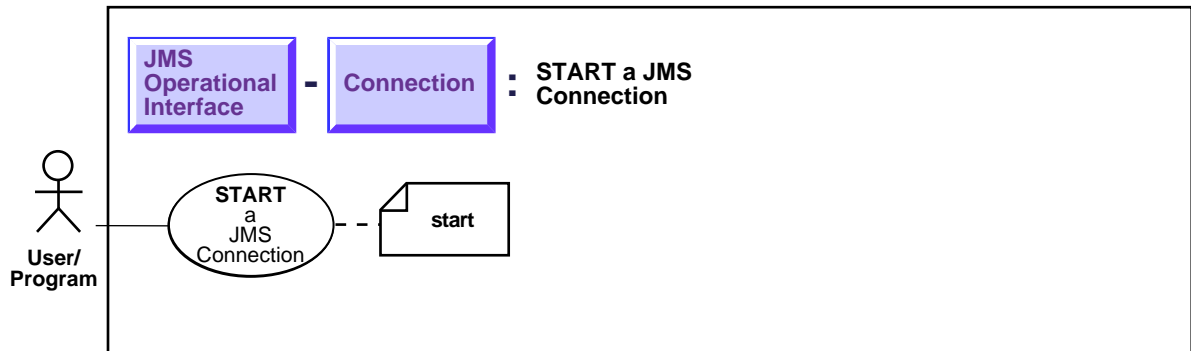 JMS
Operational
Interface
-
Connection
:
START a JMS
Connection
START
a
JMS
Connection
start
User/
Program